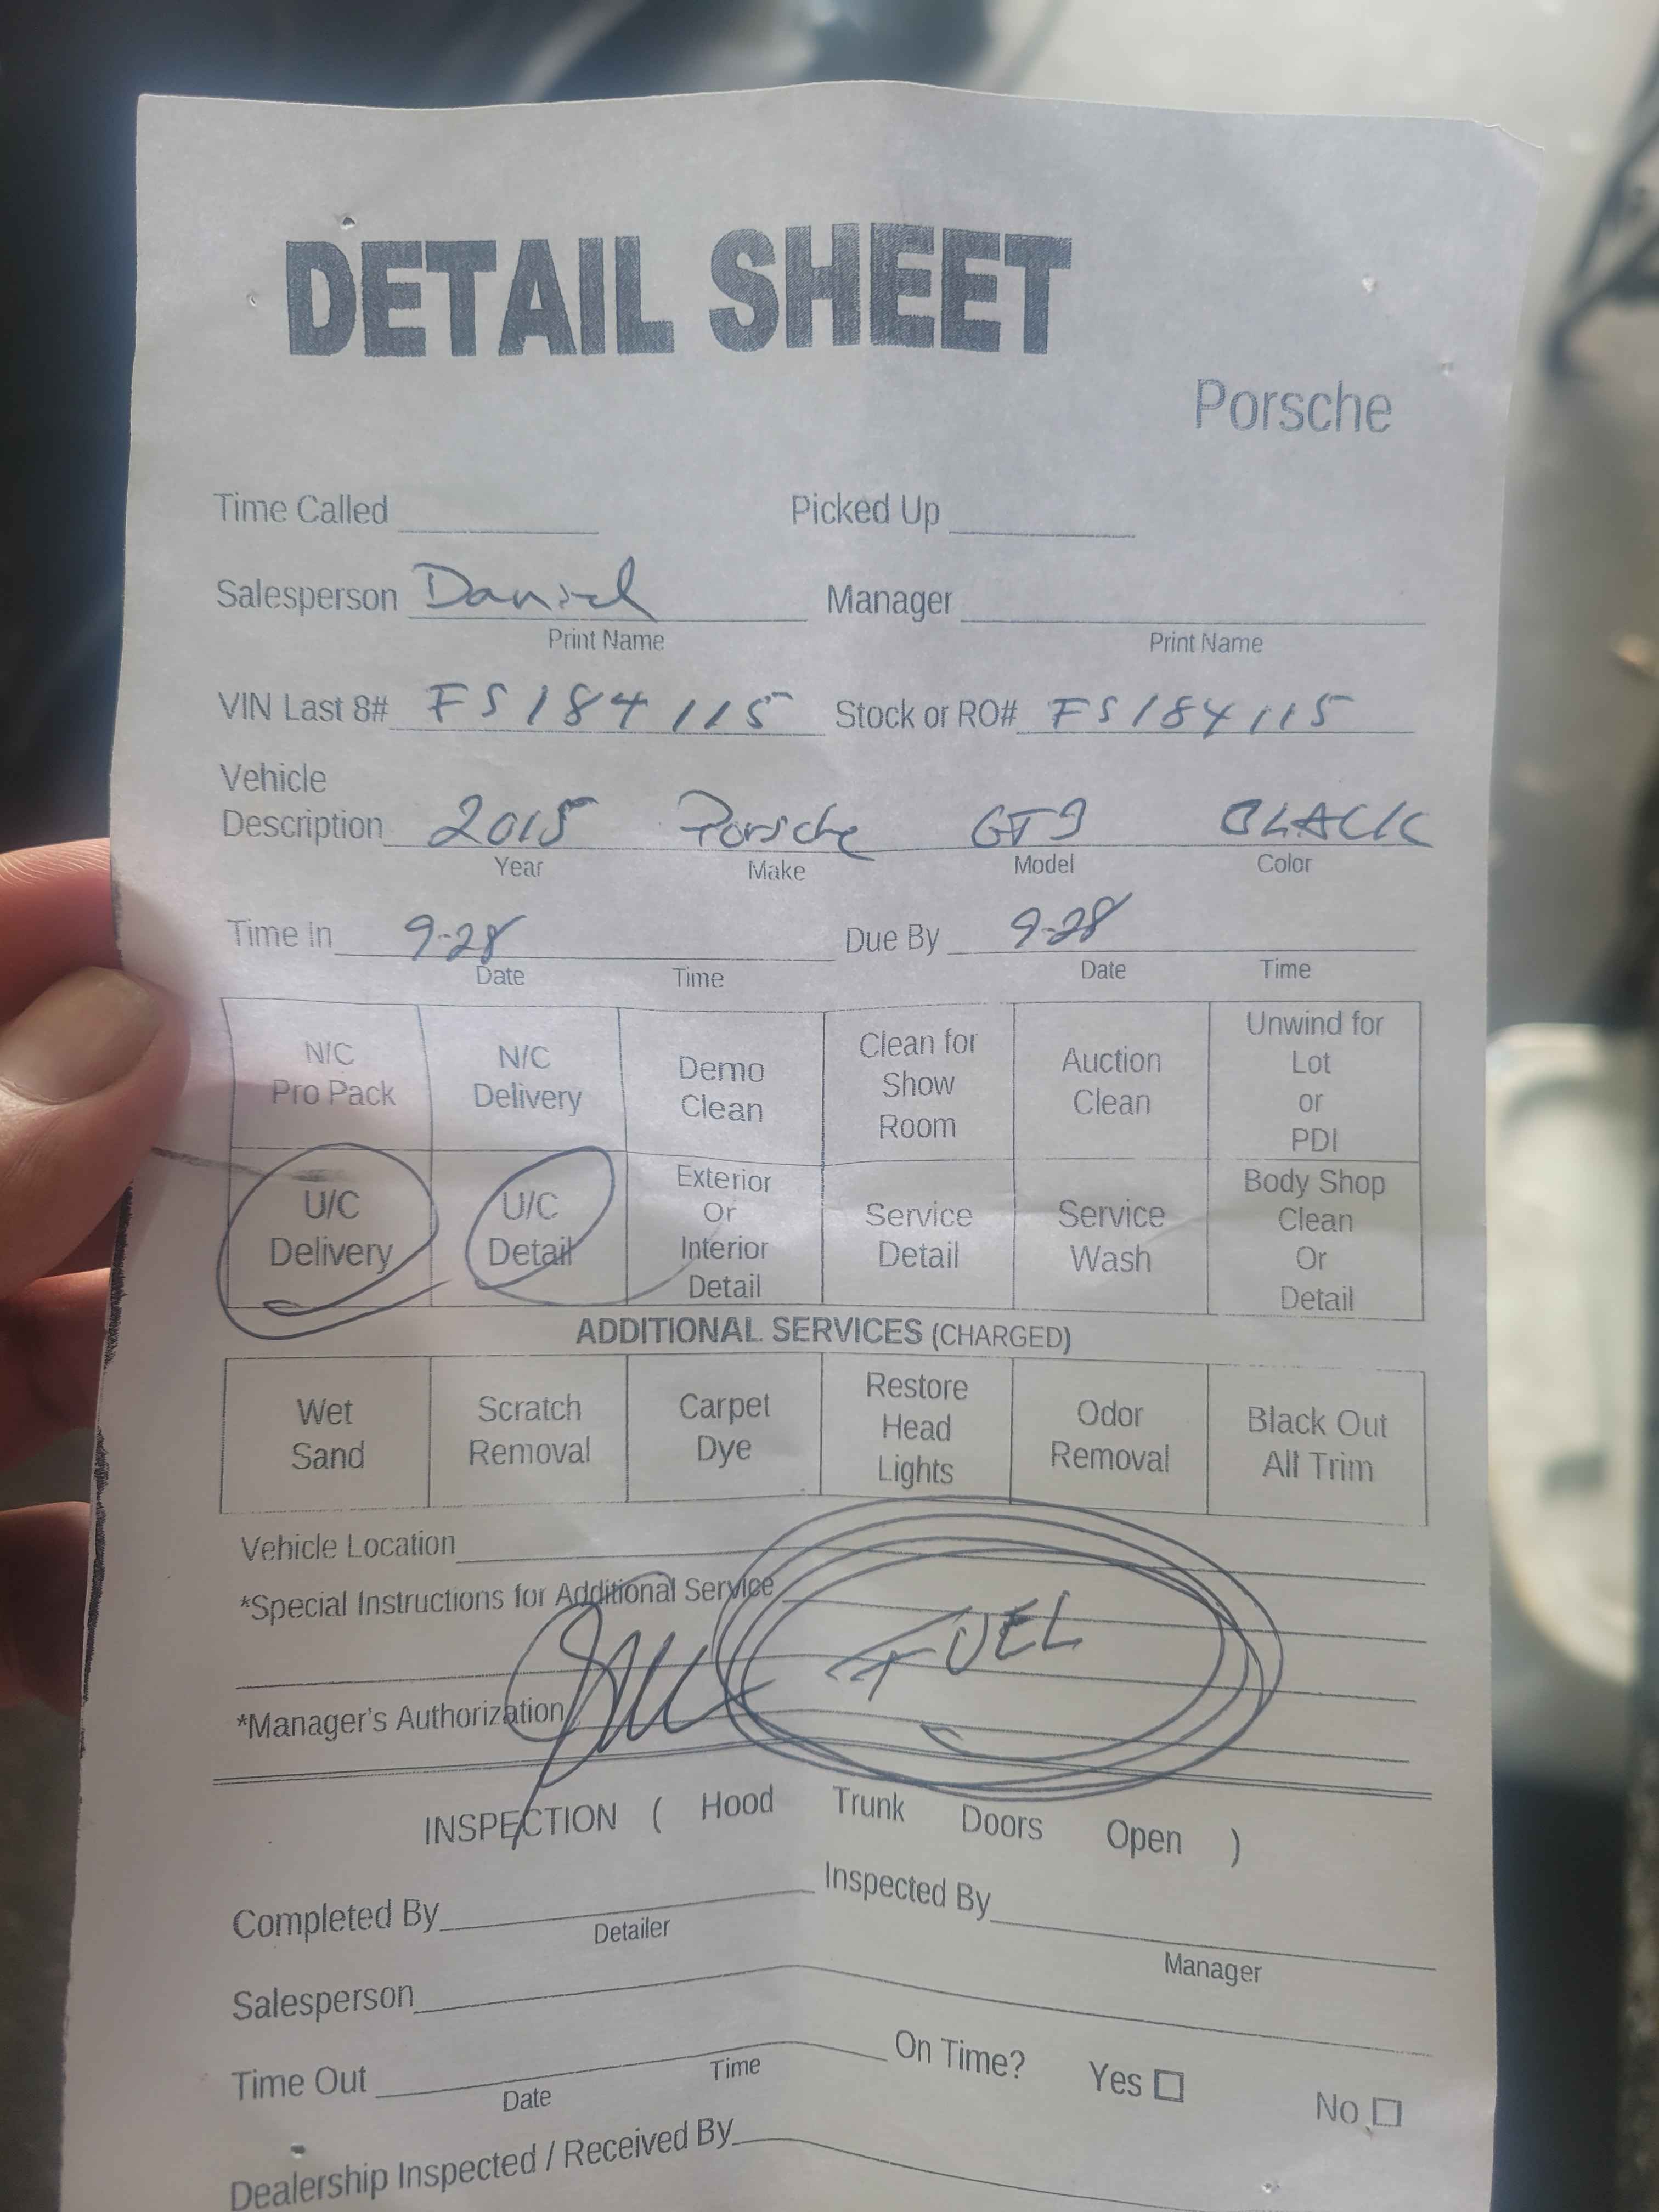 DETAIL SHEET
Porsche
Time Called Picked Up
Salesperson Daniel Manager
Print Name Print Name
VIN Last 8# FS184115 Stock or RO# FS184115
Vehicle
Description 2015 Porsche GT3 BLACK
Year Make Model Color
Time In 9-28 Due By 9-28
Date Time Date Time
N/C Pro Pack N/C Delivery Demo Clean Clean for Show Room Auction Clean Unwind for Lot or PDI
U/C Delivery U/C Detail Exterior Or Interior Detail Service Detail Service Wash Body Shop Clean Or Detail
ADDITIONAL SERVICES (CHARGED)
Wet Sand Scratch Removal Carpet Dye Restore Head Lights Odor Removal Black Out All Trim
Vehicle Location
*Special Instructions for Additional Service
FUEL
*Manager's Authorization
INSPECTION ( Hood Trunk Doors Open )
Completed By Inspected By
Detailer Manager
Salesperson
Time Out On Time? Yes No
Date Time
Dealership Inspected / Received By